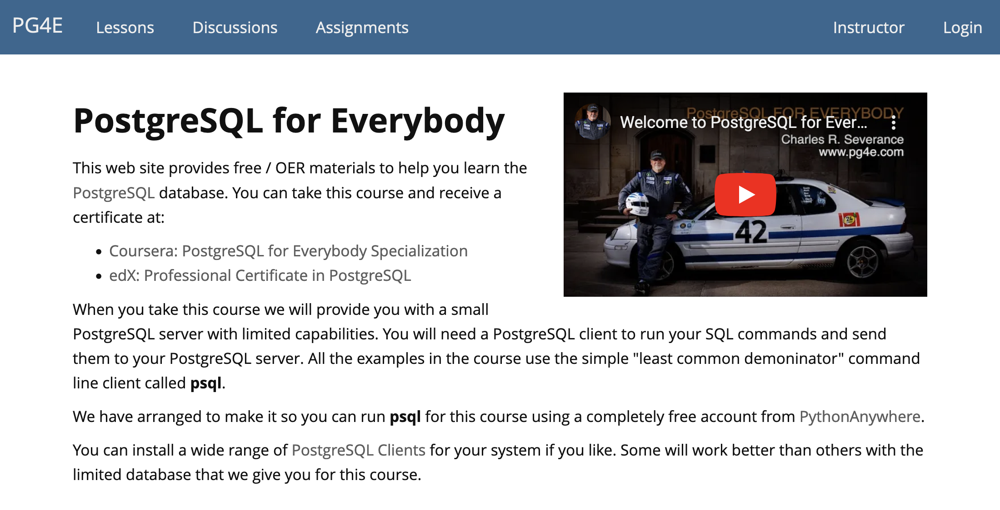 PG4E Lessons Discussions Assignments Instructor Login
PostgreSQL for Everybody
This web site provides free / OER materials to help you learn the
PostgreSQL database. You can take this course and receive a
certificate at:
• Coursera: PostgreSQL for Everybody Specialization
• edX: Professional Certificate in PostgreSQL
PostgreSQL FOR EVERYBODY
Welcome to PostgreSQL for Ever...
Charles R. Severance
www.pg4e.com
42
24
When you take this course we will provide you with a small
PostgreSQL server with limited capabilities. You will need a PostgreSQL client to run your SQL commands and send
them to your PostgreSQL server. All the examples in the course use the simple "least common demoninator" command
line client called psql.
We have arranged to make it so you can run psql for this course using a completely free account from PythonAnywhere.
You can install a wide range of PostgreSQL Clients for your system if you like. Some will work better than others with the
limited database that we give you for this course.